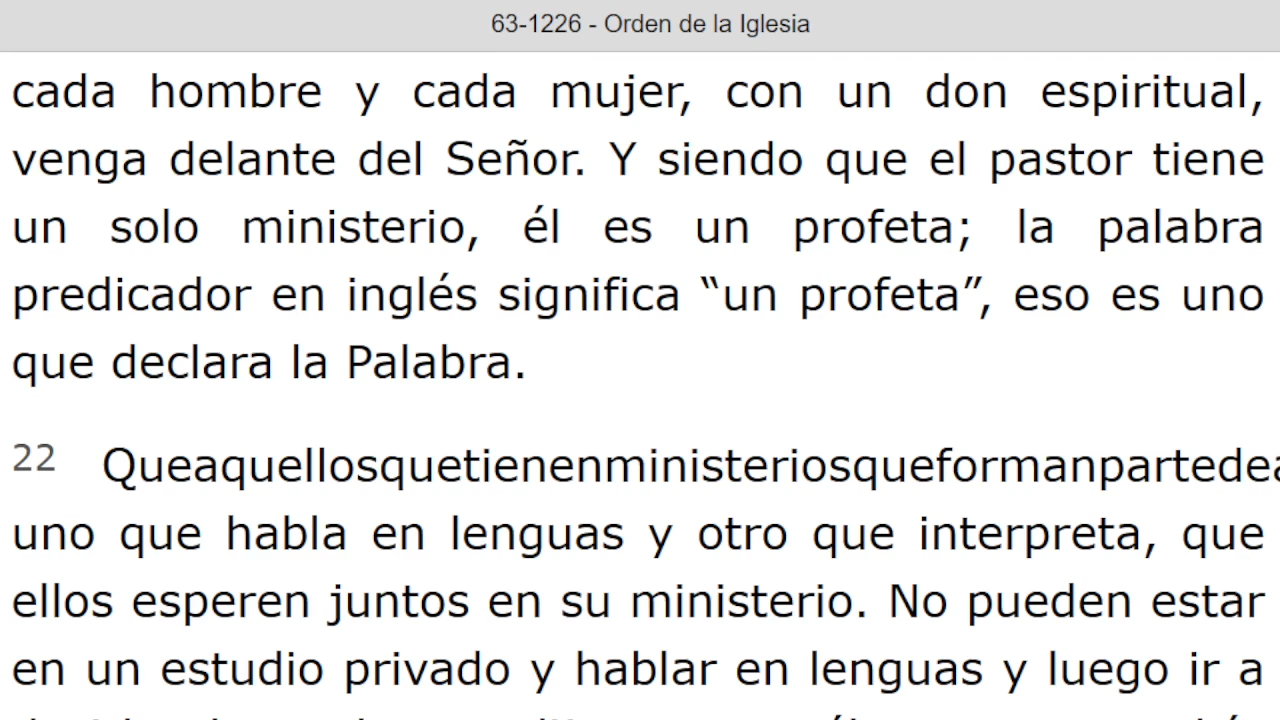 63-1226 - Orden de la Iglesia
cada hombre y cada mujer, con un don espiritual,
venga delante del Señor. Y siendo que el pastor tiene
un solo ministerio, él es un profeta; la palabra
predicador en inglés significa “un profeta”, eso es uno
que declara la Palabra.
22 Queaquellosquetienenministeriosqueformanpartede
uno que habla en lenguas y otro que interpreta, que
ellos esperen juntos en su ministerio. No pueden estar
en un estudio privado y hablar en lenguas y luego ir a